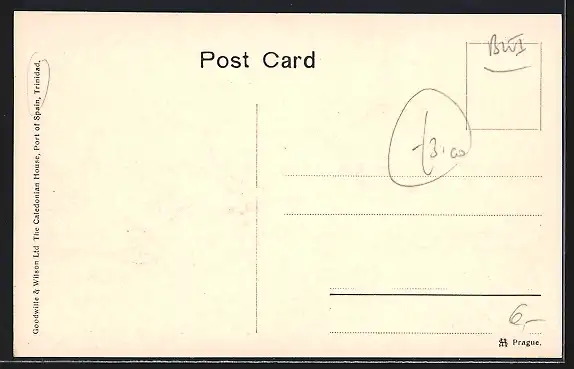 Post Card
BWI
3.00
Goodwille & Wilson Ltd The Caledonian House, Port of Spain, Trinidad.
6,-
Prague.